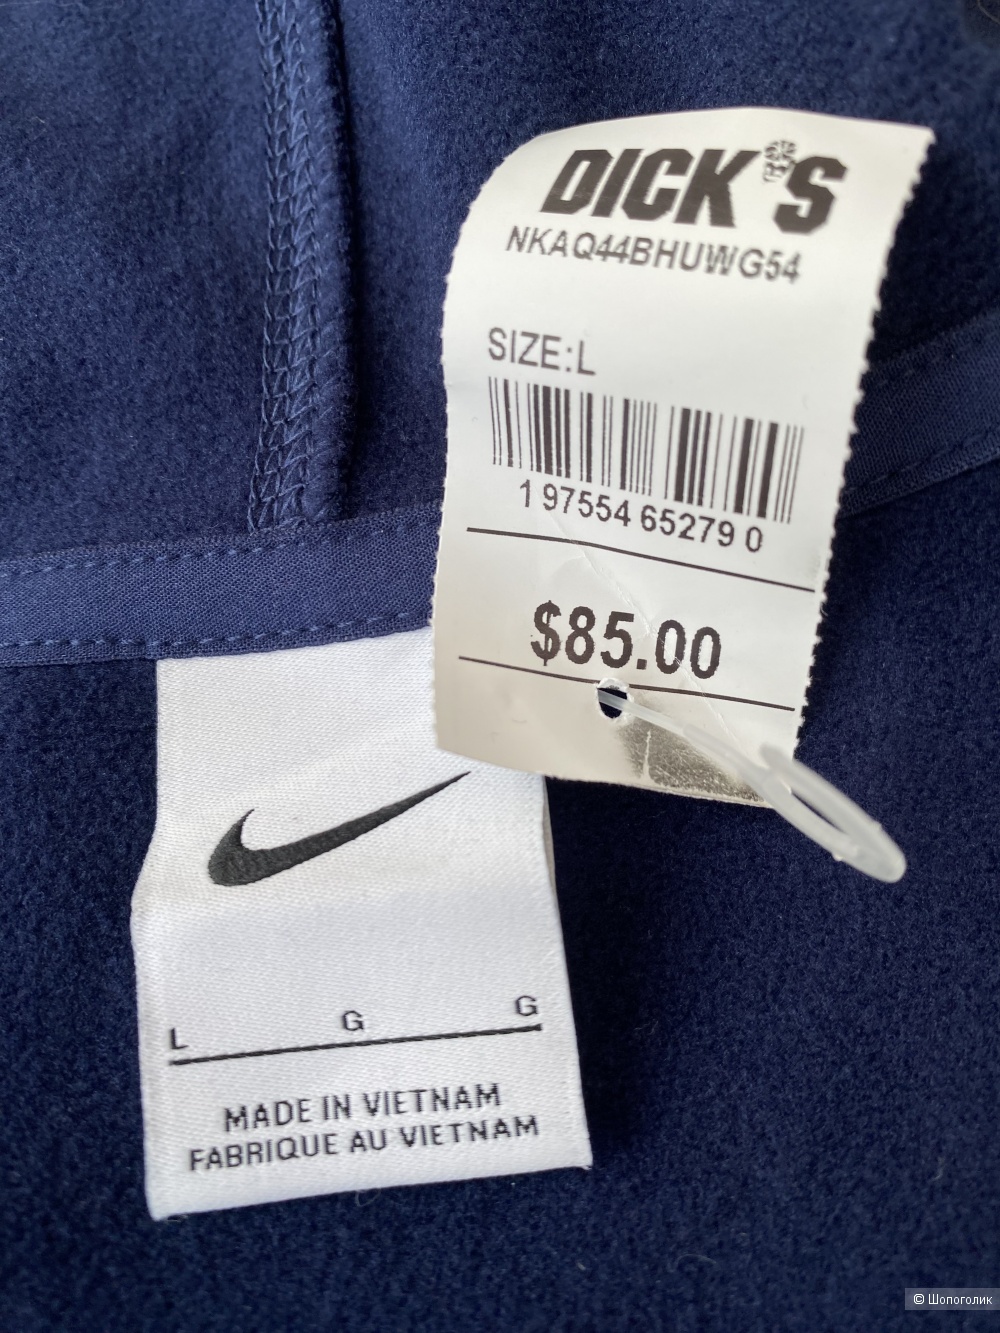 DICK'S
NKAQ44BHUWG54
SIZE:L
1 97554 65279 0
$85.00
L G G
MADE IN VIETNAM
FABRIQUE AU VIETNAM
© Шопоголик